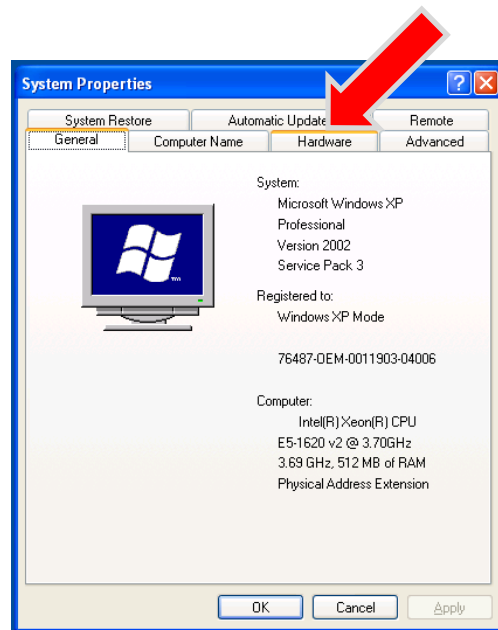 System Properties
System Restore Automatic Update Remote
General Computer Name Hardware Advanced
System:
Microsoft Windows XP
Professional
Version 2002
Service Pack 3
Registered to:
Windows XP Mode
76487-OEM-0011903-04006
Computer:
Intel(R) Xeon(R) CPU
E5-1620 v2 @ 3.70GHz
3.69 GHz, 512 MB of RAM
Physical Address Extension
OK Cancel Apply